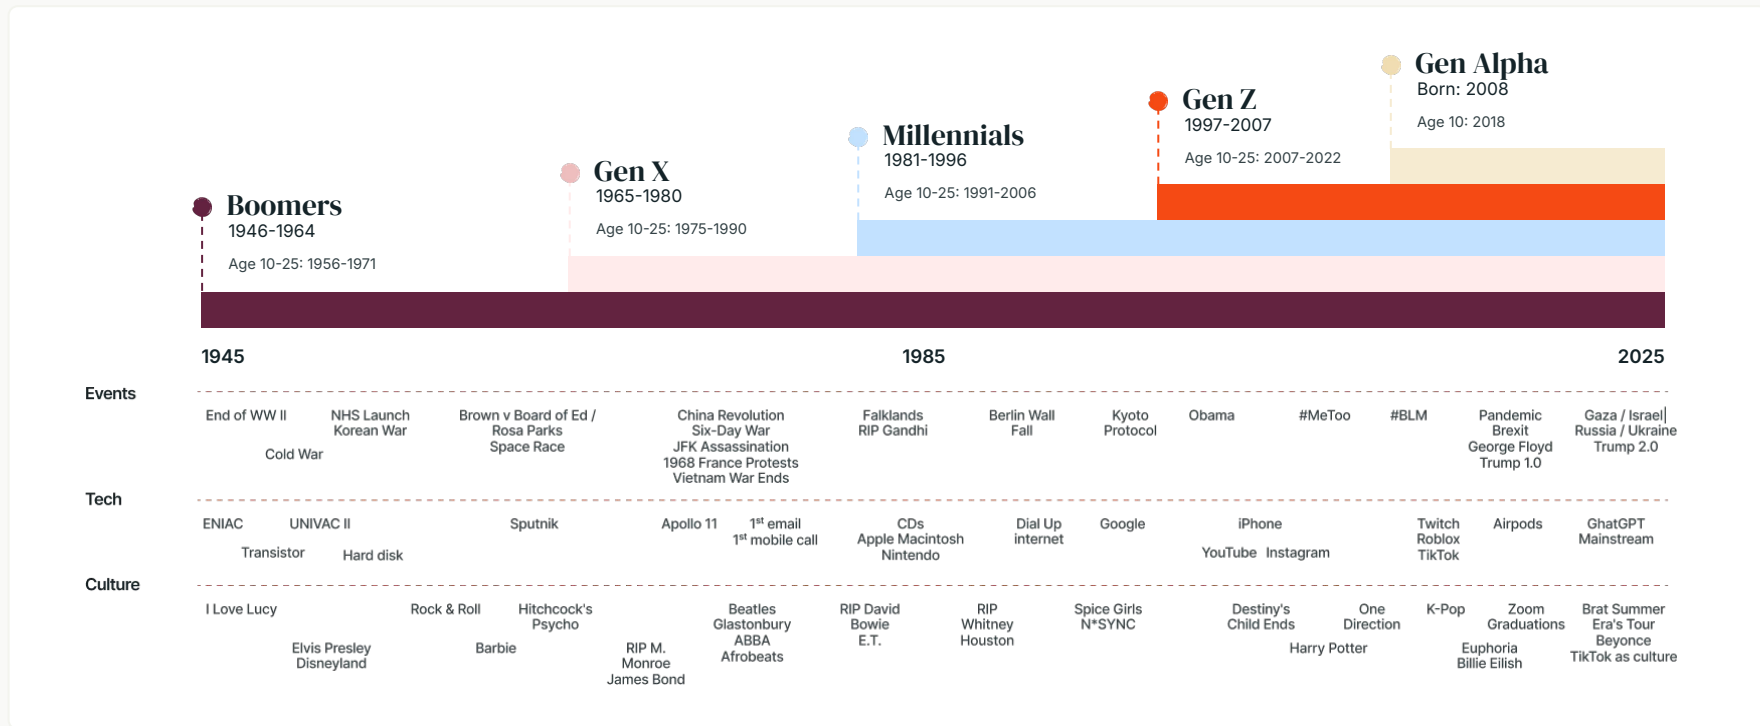 Gen Alpha
Born: 2008
Age 10: 2018
Gen Z
1997-2007
Age 10-25: 2007-2022
Millennials
1981-1996
Age 10-25: 1991-2006
Gen X
1965-1980
Age 10-25: 1975-1990
Boomers
1946-1964
Age 10-25: 1956-1971
1945 1985 2025
Events
End of WW II
Cold War
NHS Launch
Korean War
Brown v Board of Ed /
Rosa Parks
Space Race
China Revolution
Six-Day War
JFK Assassination
1968 France Protests
Vietnam War Ends
Falklands
RIP Gandhi
Berlin Wall
Fall
Kyoto
Protocol
Obama
#MeToo
#BLM
Pandemic
Brexit
George Floyd
Trump 1.0
Gaza / Israel|
Russia / Ukraine
Trump 2.0
Tech
ENIAC
Transistor
UNIVAC II
Hard disk
Sputnik
Apollo 11
1st email
1st mobile call
CDs
Apple Macintosh
Nintendo
Dial Up
internet
Google
YouTube
iPhone
Instagram
Twitch
Roblox
TikTok
Airpods
GhatGPT
Mainstream
Culture
I Love Lucy
Elvis Presley
Disneyland
Rock & Roll
Barbie
Hitchcock's
Psycho
RIP M.
Monroe
James Bond
Beatles
Glastonbury
ABBA
Afrobeats
RIP David
Bowie
E.T.
RIP
Whitney
Houston
Spice Girls
N*SYNC
Destiny's
Child Ends
Harry Potter
One
Direction
K-Pop
Euphoria
Billie Eilish
Zoom
Graduations
Brat Summer
Era's Tour
Beyonce
TikTok as culture